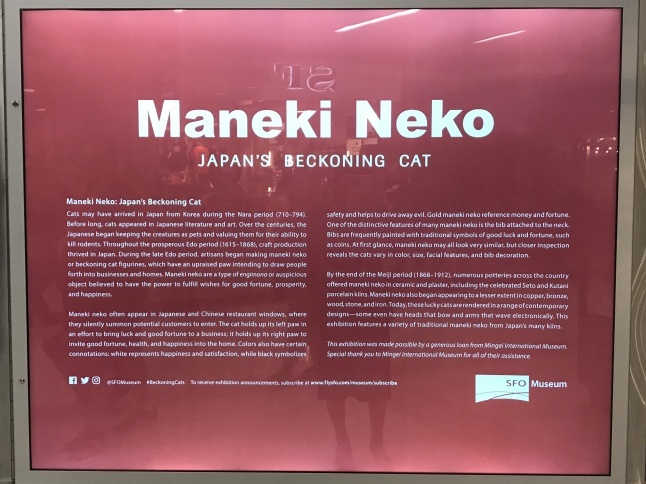 Maneki Neko
JAPAN'S BECKONING CAT
Maneki Neko: Japan's Beckoning Cat
Cats may have arrived in Japan from Korea during the Nara period (710–794).
Before long, cats appeared in Japanese literature and art. Over the centuries, the
Japanese began keeping the creatures as pets and valuing them for their ability to
kill rodents. Throughout the prosperous Edo period (1615–1868), craft production
thrived in Japan. During the late Edo period, artisans began making maneki neko
or beckoning cat figurines, which have an upraised paw intending to draw people
forth into businesses and homes. Maneki neko are a type of engimono or auspicious
object believed to have the power to fulfill wishes for good fortune, prosperity,
and happiness.
Maneki neko often appear in Japanese and Chinese restaurant windows, where
they silently summon potential customers to enter. The cat holds up its left paw in
an effort to bring luck and good fortune to a business; it holds up its right paw to
invite good fortune, health, and happiness into the home. Colors also have certain
connotations; white represents happiness and satisfaction, while black symbolizes
safety and helps to drive away evil. Gold maneki neko reference money and fortune.
One of the distinctive features of many maneki neko is the bib attached to the neck.
Bibs are frequently painted with traditional symbols of good luck and fortune, such
as coins. At first glance, maneki neko may all look very similar, but closer inspection
reveals the cats vary in color, size, facial features, and bib decoration.
By the end of the Meiji period (1868–1912), numerous potteries across the country
offered maneki neko in ceramic and plaster, including the celebrated Seto and Kutani
porcelain kilns. Maneki neko also began appearing to a lesser extent in copper, bronze,
wood, stone, and iron. Today, these lucky cats are rendered in a range of contemporary
designs—some even have heads that bow and arms that wave electronically. This
exhibition features a variety of traditional maneki neko from Japan's many kilns.
This exhibition was made possible by a generous loan from Mingei International Museum.
Special thank you to Mingei International Museum for all of their assistance.
@SFOMuseum #BeckoningCats To receive exhibition announcements, subscribe at www.flysfo.com/museum/subscribe
SFO Museum